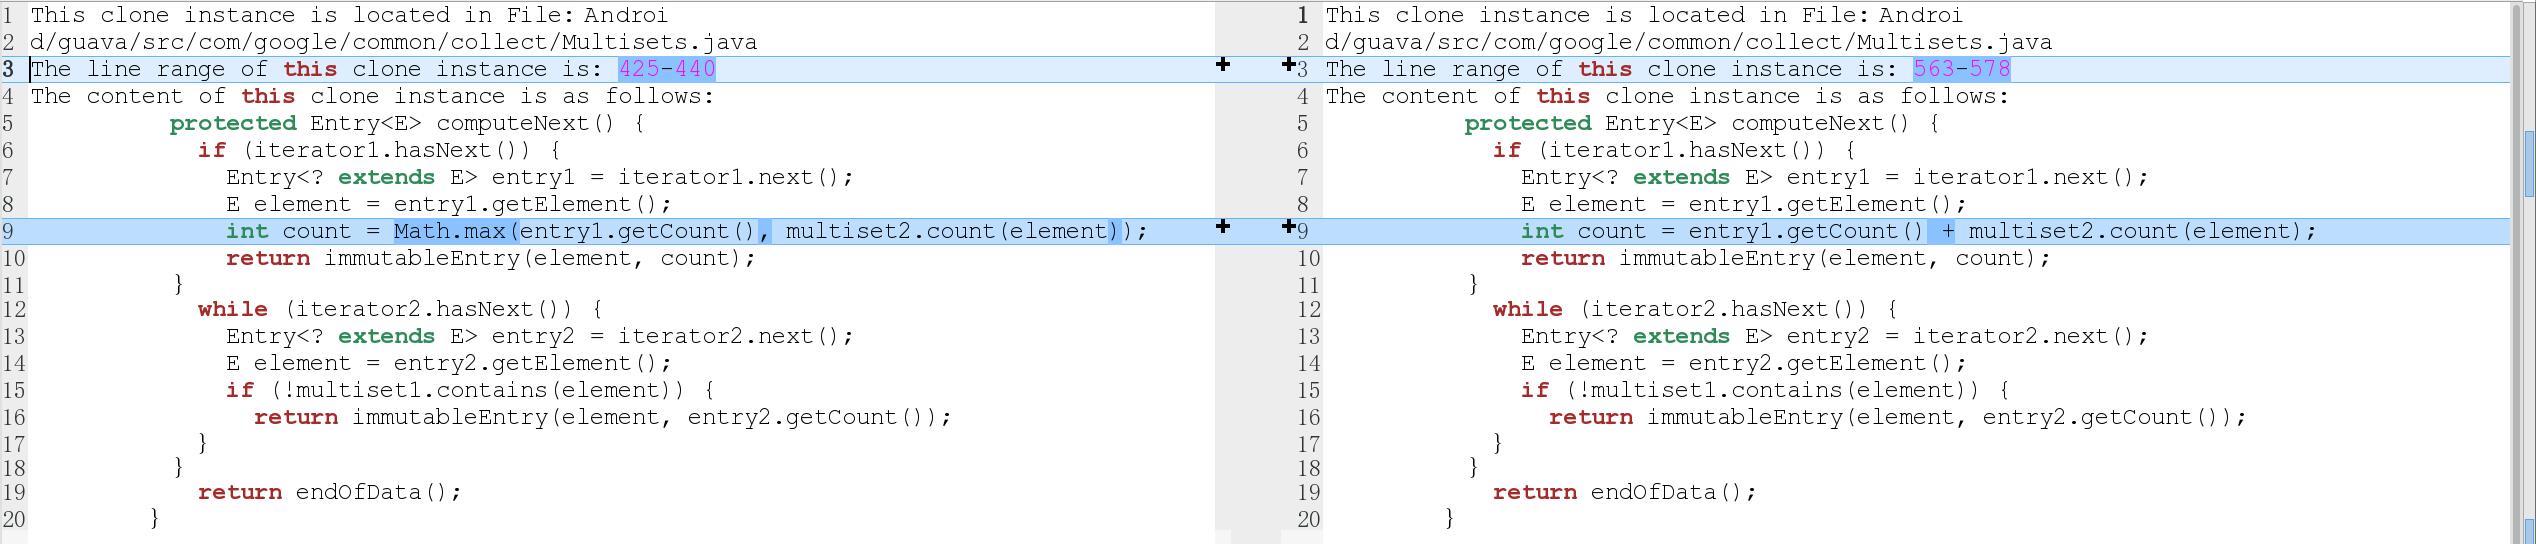 1 This clone instance is located in File: Androi
2 d/guava/src/com/google/common/collect/Multisets.java
3 The line range of this clone instance is: 425-440
4 The content of this clone instance is as follows:
5 protected Entry<E> computeNext() {
6 if (iterator1.hasNext()) {
7 Entry<? extends E> entry1 = iterator1.next();
8 E element = entry1.getElement();
9 int count = Math.max(entry1.getCount(), multiset2.count(element));
10 return immutableEntry(element, count);
11 }
12 while (iterator2.hasNext()) {
13 Entry<? extends E> entry2 = iterator2.next();
14 E element = entry2.getElement();
15 if (!multiset1.contains(element)) {
16 return immutableEntry(element, entry2.getCount());
17 }
18 }
19 return endOfData();
20 }
1 This clone instance is located in File: Androi
2 d/guava/src/com/google/common/collect/Multisets.java
3 The line range of this clone instance is: 563-578
4 The content of this clone instance is as follows:
5 protected Entry<E> computeNext() {
6 if (iterator1.hasNext()) {
7 Entry<? extends E> entry1 = iterator1.next();
8 E element = entry1.getElement();
9 int count = entry1.getCount() + multiset2.count(element);
10 return immutableEntry(element, count);
11 }
12 while (iterator2.hasNext()) {
13 Entry<? extends E> entry2 = iterator2.next();
14 E element = entry2.getElement();
15 if (!multiset1.contains(element)) {
16 return immutableEntry(element, entry2.getCount());
17 }
18 }
19 return endOfData();
20 }